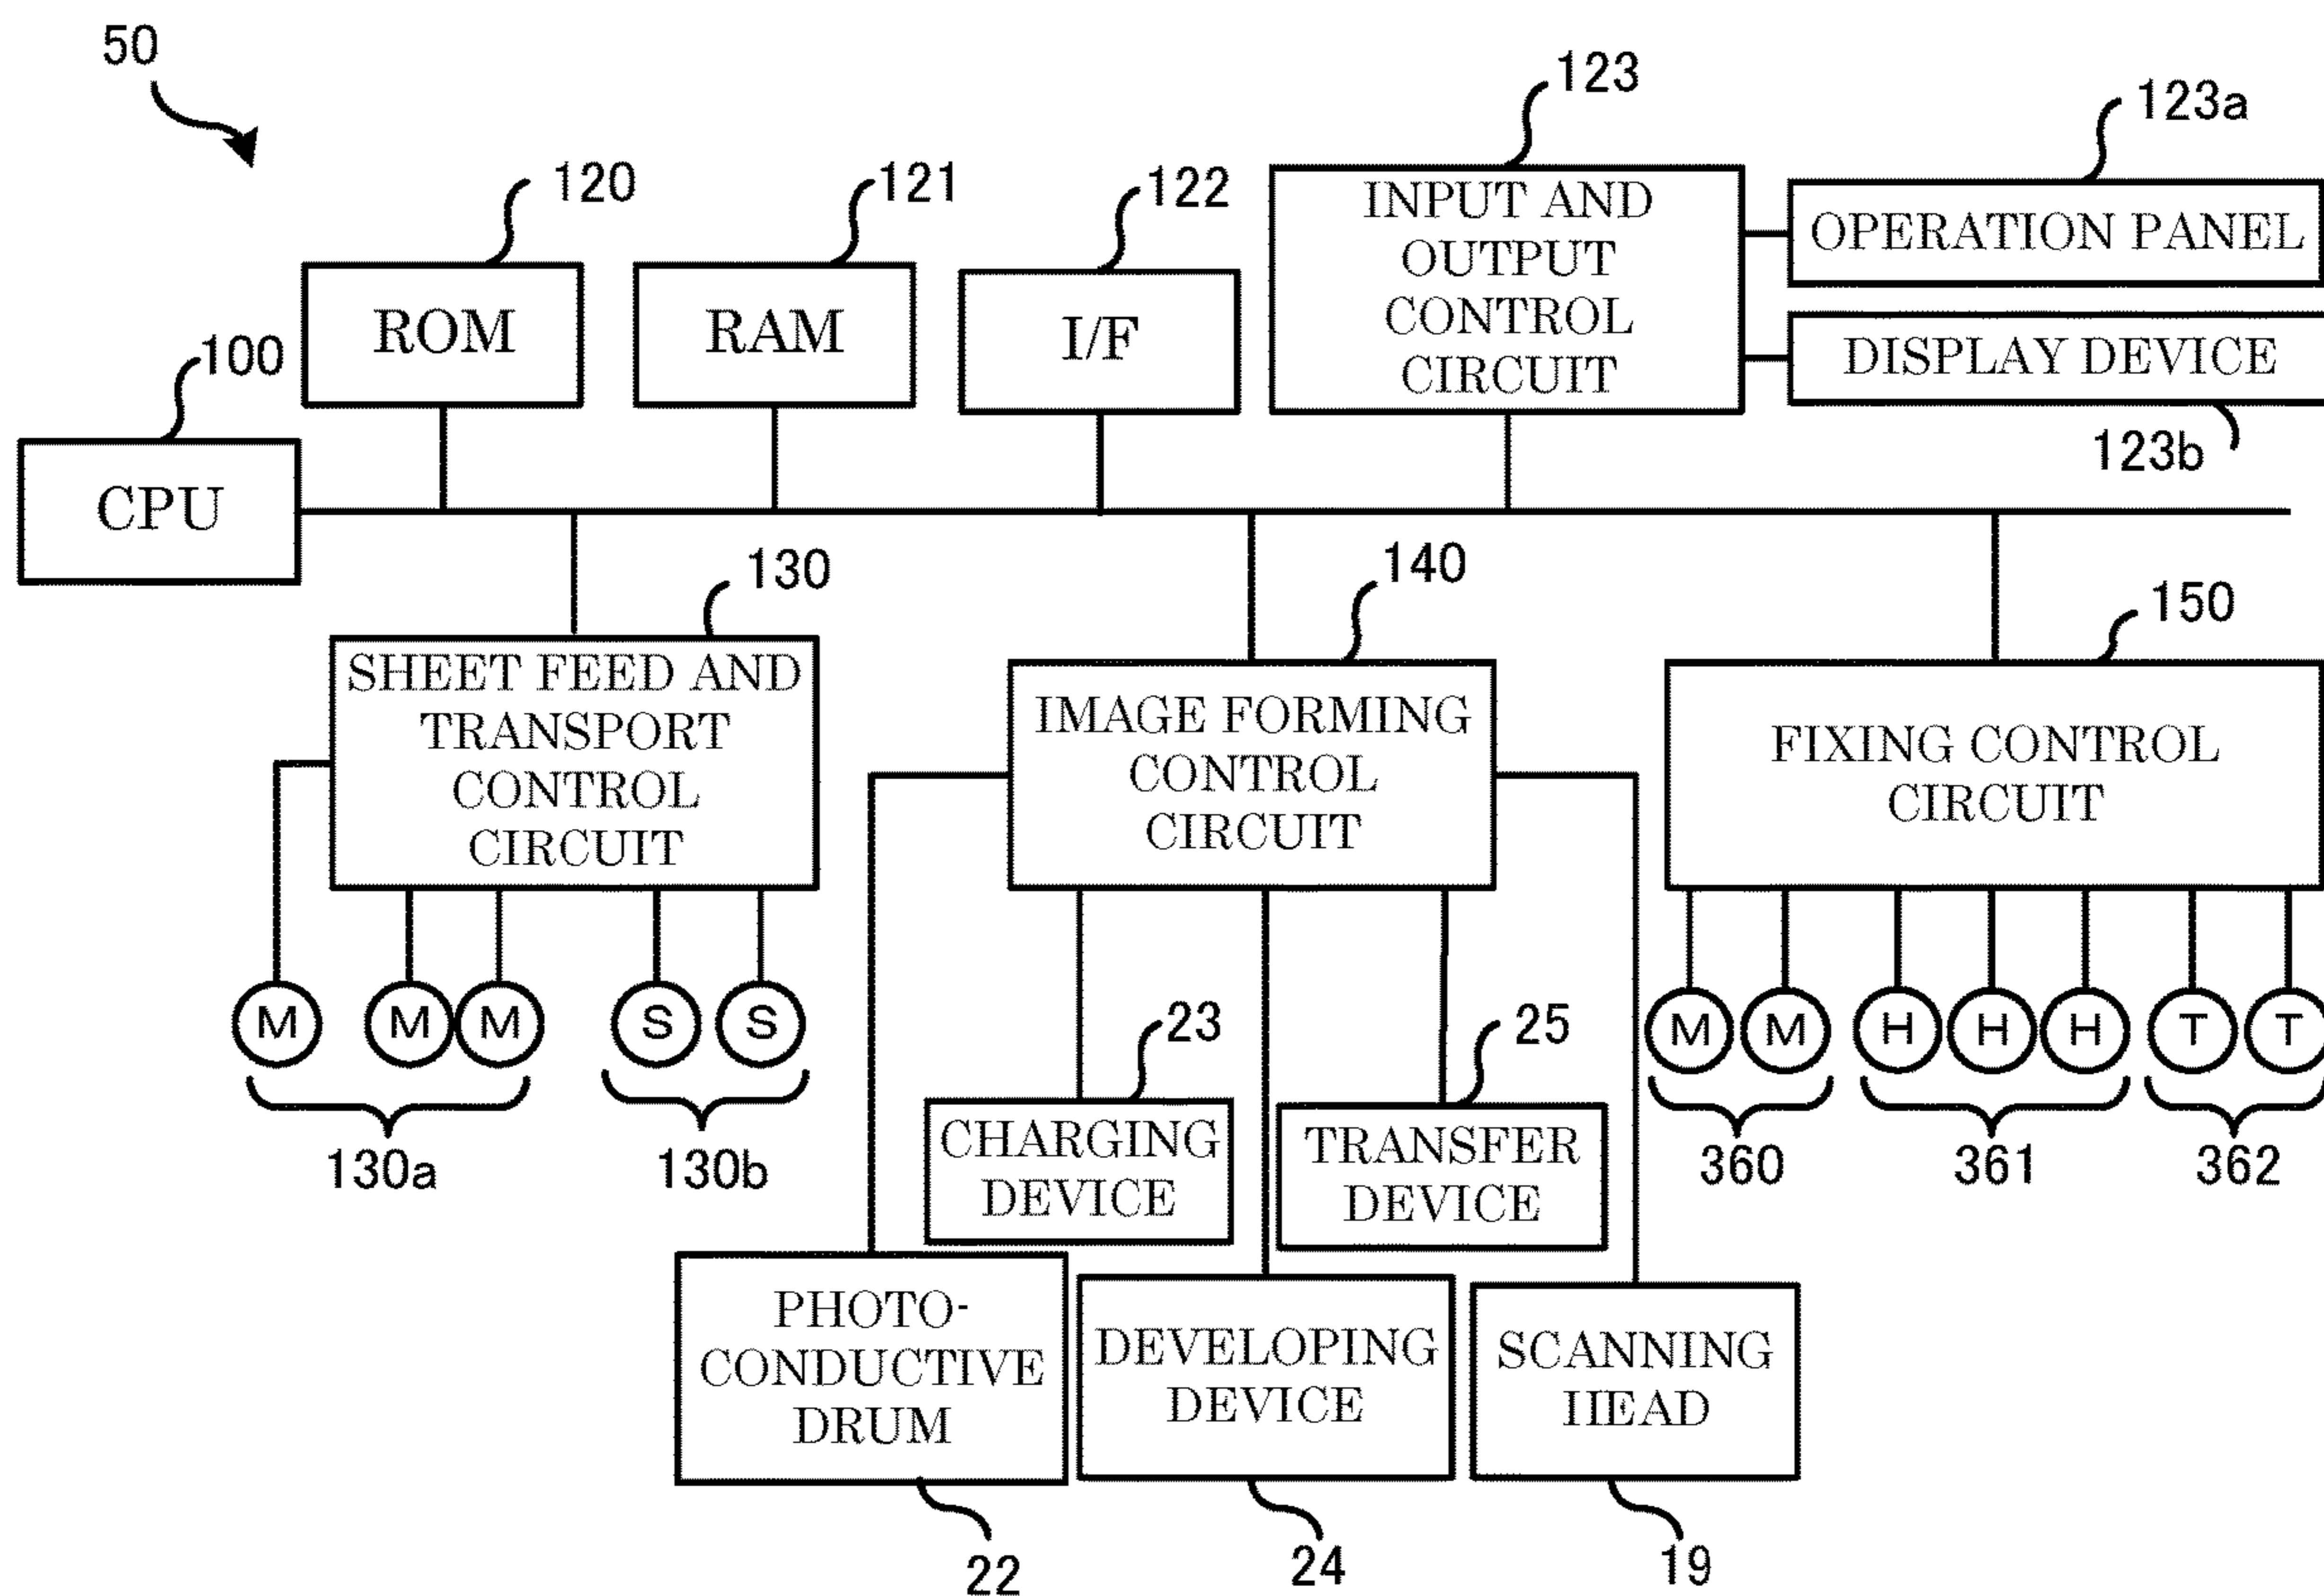 50
123
123a
120
121
122
INPUT AND
OUTPUT
CONTROL
CIRCUIT
OPERATION PANEL
ROM
RAM
I/F
DISPLAY DEVICE
100
123b
CPU
130
140
150
SHEET FEED AND
TRANSPORT
CONTROL
CIRCUIT
IMAGE FORMING
CONTROL
CIRCUIT
FIXING CONTROL
CIRCUIT
M M M S S
M M H H H T T
130a 130b
23
25
360 361 362
CHARGING
DEVICE
TRANSFER
DEVICE
PHOTO-
CONDUCTIVE
DRUM
DEVELOPING
DEVICE
SCANNING
HEAD
22
24
19